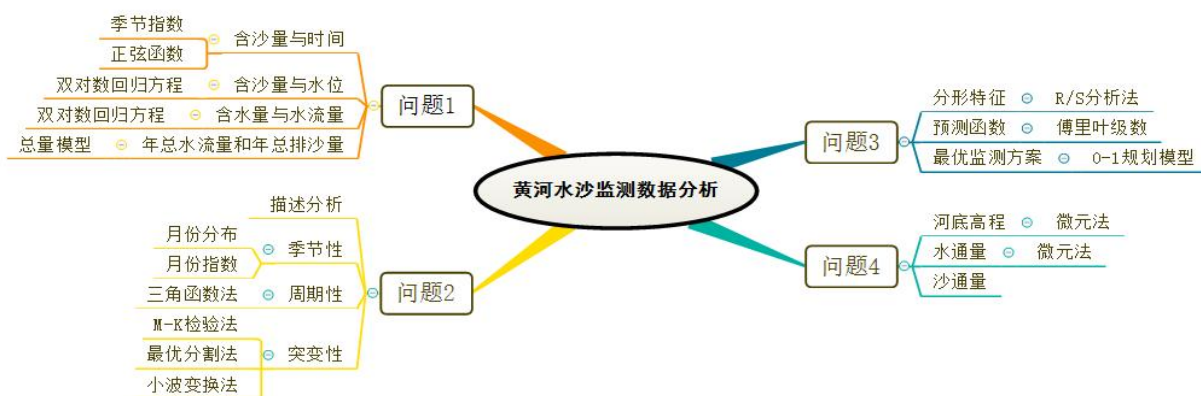 黄河水沙监测数据分析
问题1
含沙量与时间
季节指数
正弦函数
含沙量与水位
双对数回归方程
含水量与水流量
双对数回归方程
年总水流量和年总排沙量
总量模型
问题2
描述分析
季节性
月份分布
月份指数
周期性
三角函数法
突变性
M-K检验法
最优分割法
小波变换法
问题3
分形特征
R/S分析法
预测函数
傅里叶级数
最优监测方案
0-1规划模型
问题4
河底高程
微元法
水通量
微元法
沙通量